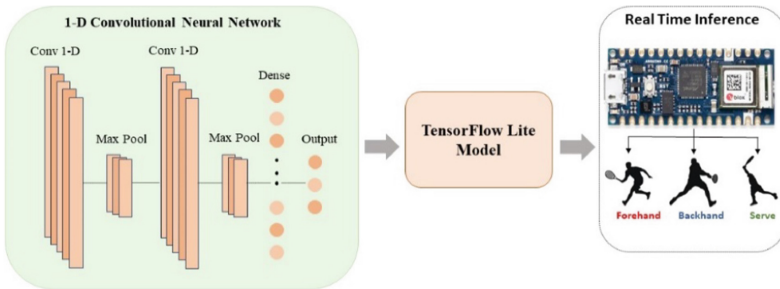 1-D Convolutional Neural Network
Conv 1-D
Conv 1-D
Dense
Max Pool
Max Pool
Output
TensorFlow Lite
Model
Real Time Inference
Forehand
Backhand
Serve